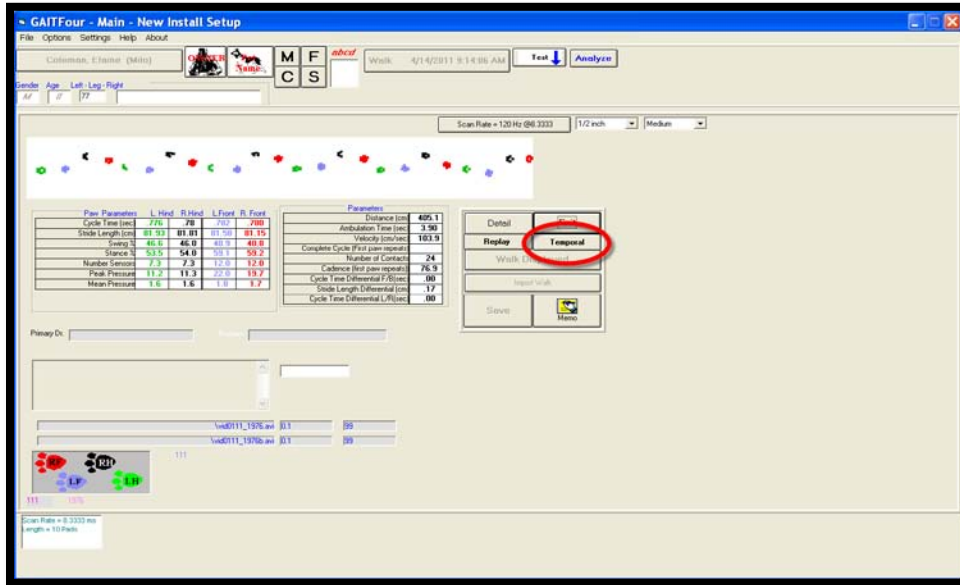 GAITFour - Main - New Install Setup
File Options Settings Help About
Coleman, Elaine (Milo)
OWNER
Pet Name
M F
C S
abcd
Walk 4/14/2011 9:14:06 AM
Test
Analyze
Gender Age Left - Leg - Right
M // 77
Scan Rate = 120 Hz @8.3333
1/2 inch
Medium
Paw Parameters L. Hind R.Hind L.Front R. Front
Cycle Time (sec) .776 .78 .782 .780
Stride Length (cm) 81.93 81.81 81.58 81.15
Swing % 46.6 46.0 40.9 40.8
Stance % 53.5 54.0 59.1 59.2
Number Sensors 7.3 7.3 12.0 12.0
Peak. Pressure 11.2 11.3 22.0 19.7
Mean Pressure 1.6 1.6 1.8 1.7
Parameters
Distance (cm) 405.1
Ambulation Time (sec) 3.90
Velocity (cm/sec) 103.9
Complete Cycle (First paw repeats)
Number of Contacts 24
Cadence (first paw repeats) 76.9
Cycle Time Differential F/B(sec) .00
Stride Length Differential (cm) .17
Cycle Time Differential L/R(sec) .00
Detail
Exit
Replay
Temporal
Input Walk
Save
Memo
Primary Dr.
\vid0111_1976.avi 0.1 99
\vid0111_1976b.avi 0.1 99
RF RH
LF LH
111
111 1976
Scan Rate = 8.3333 ms
Length = 10 Pads